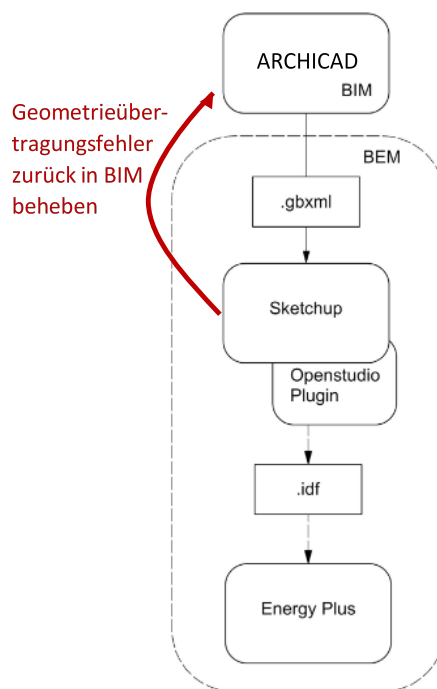 ARCHICAD
BIM
Geometrieüber-
tragungsfehler
zurück in BIM
beheben
BEM
.gbxml
Sketchup
Openstudio
Plugin
.idf
Energy Plus